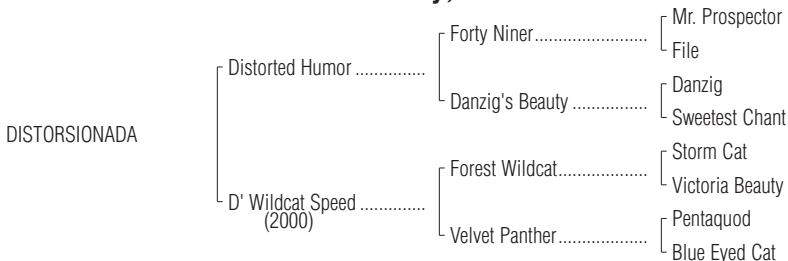 Mr. Prospector
Forty Niner
File
Distorted Humor
Danzig
Danzig's Beauty
Sweetest Chant
DISTORSIONADA
Storm Cat
Forest Wildcat
Victoria Beauty
D' Wildcat Speed
(2000)
Pentaquod
Velvet Panther
Blue Eyed Cat